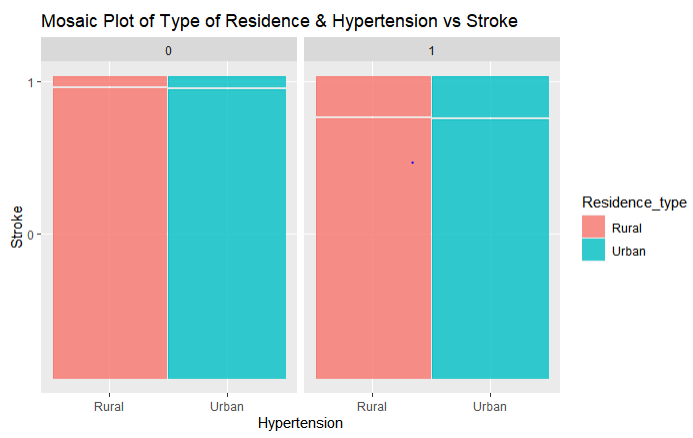 Mosaic Plot of Type of Residence & Hypertension vs Stroke
0
1
1
0
Stroke
Rural
Urban
Rural
Urban
Hypertension
Residence_type
Rural
Urban